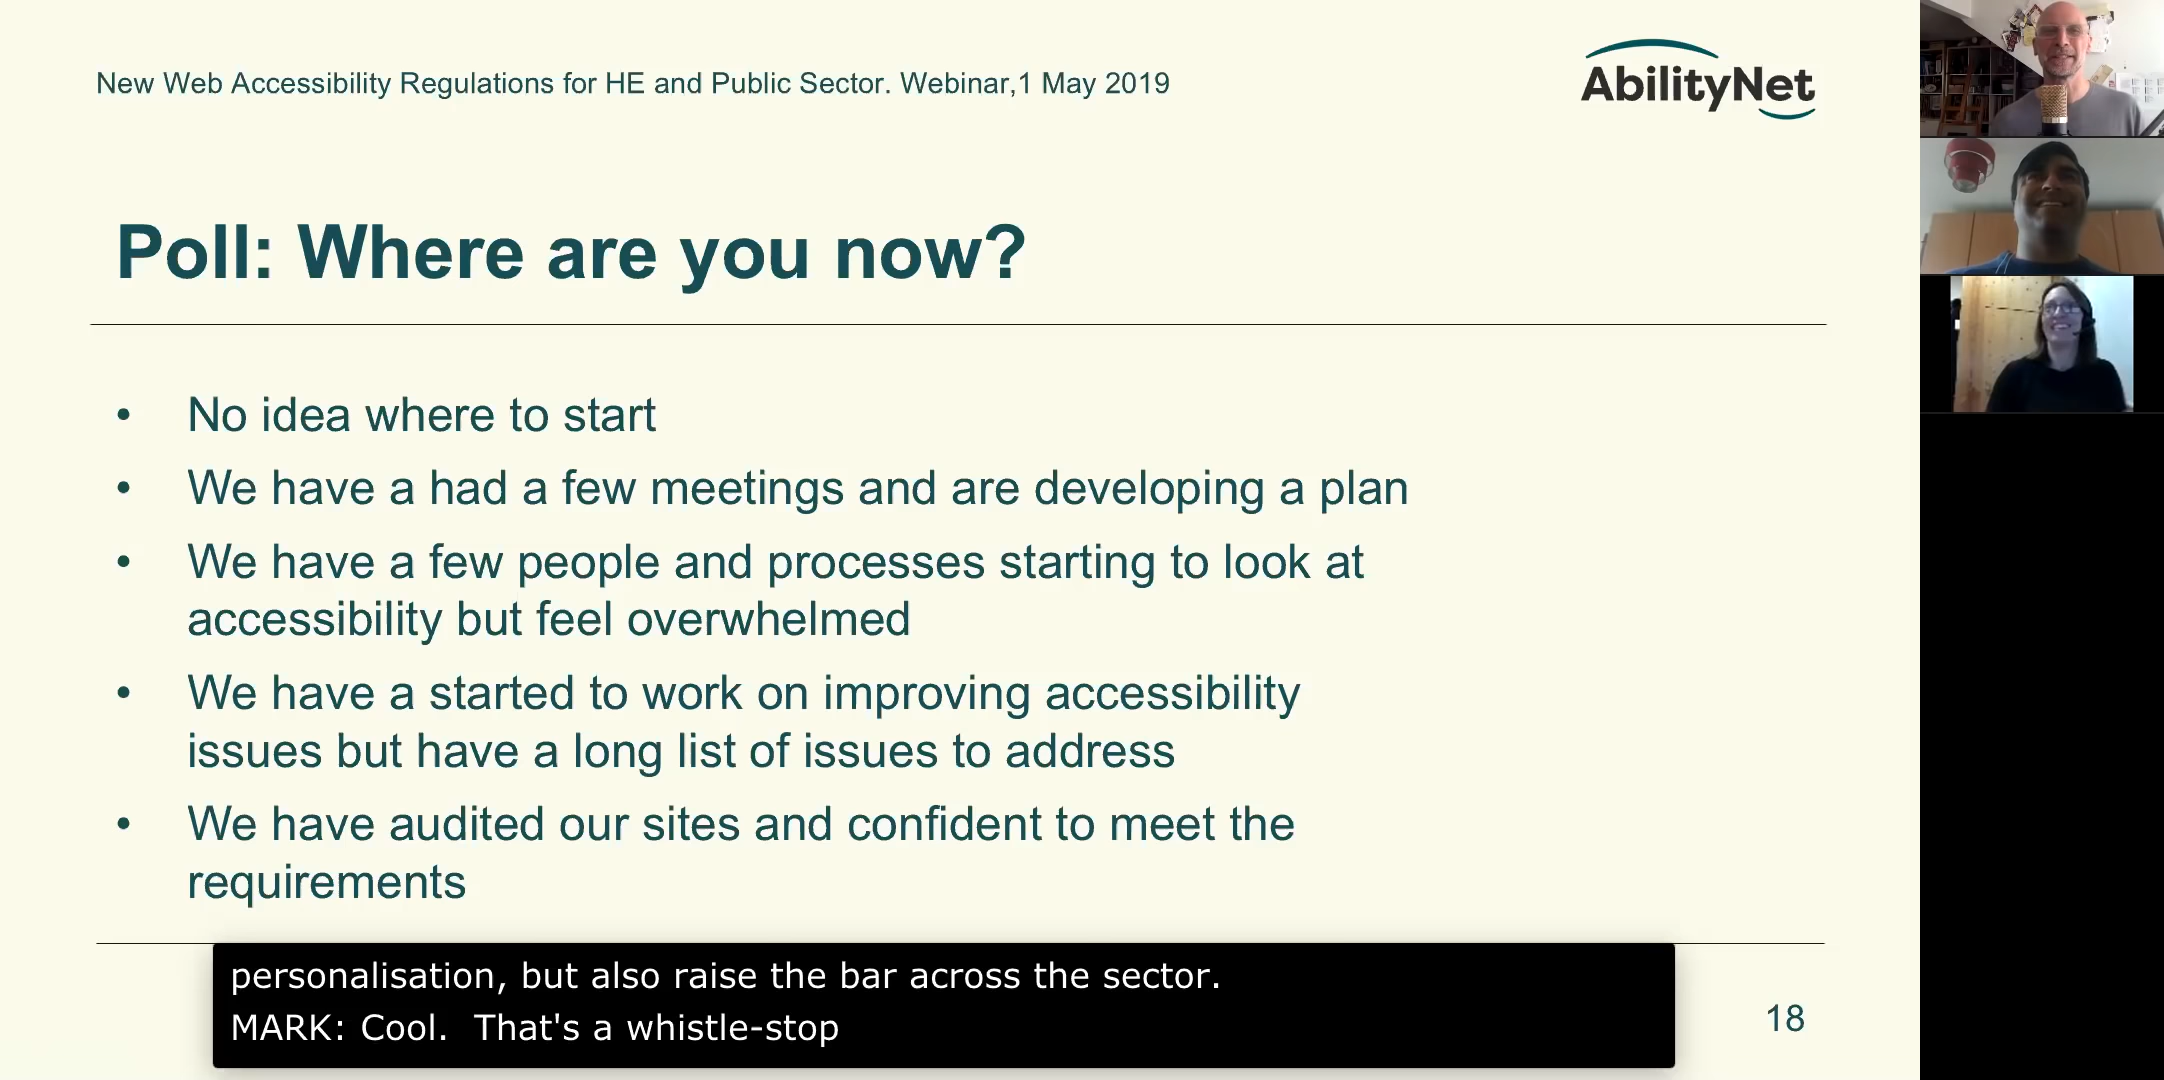 New Web Accessibility Regulations for HE and Public Sector. Webinar,1 May 2019
AbilityNet
Poll: Where are you now?
• No idea where to start
• We have a had a few meetings and are developing a plan
• We have a few people and processes starting to look at
accessibility but feel overwhelmed
• We have a started to work on improving accessibility
issues but have a long list of issues to address
• We have audited our sites and confident to meet the
requirements
personalisation, but also raise the bar across the sector.
MARK: Cool.  That's a whistle-stop
18